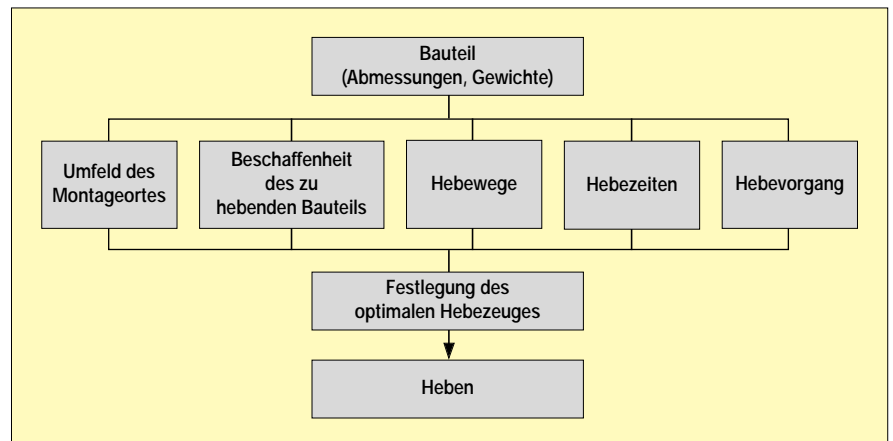 Bauteil
(Abmessungen, Gewichte)
Umfeld des
Montageortes
Beschaffenheit
des zu
hebenden Bauteils
Hebewege
Hebezeiten
Hebevorgang
Festlegung des
optimalen Hebezeuges
Heben